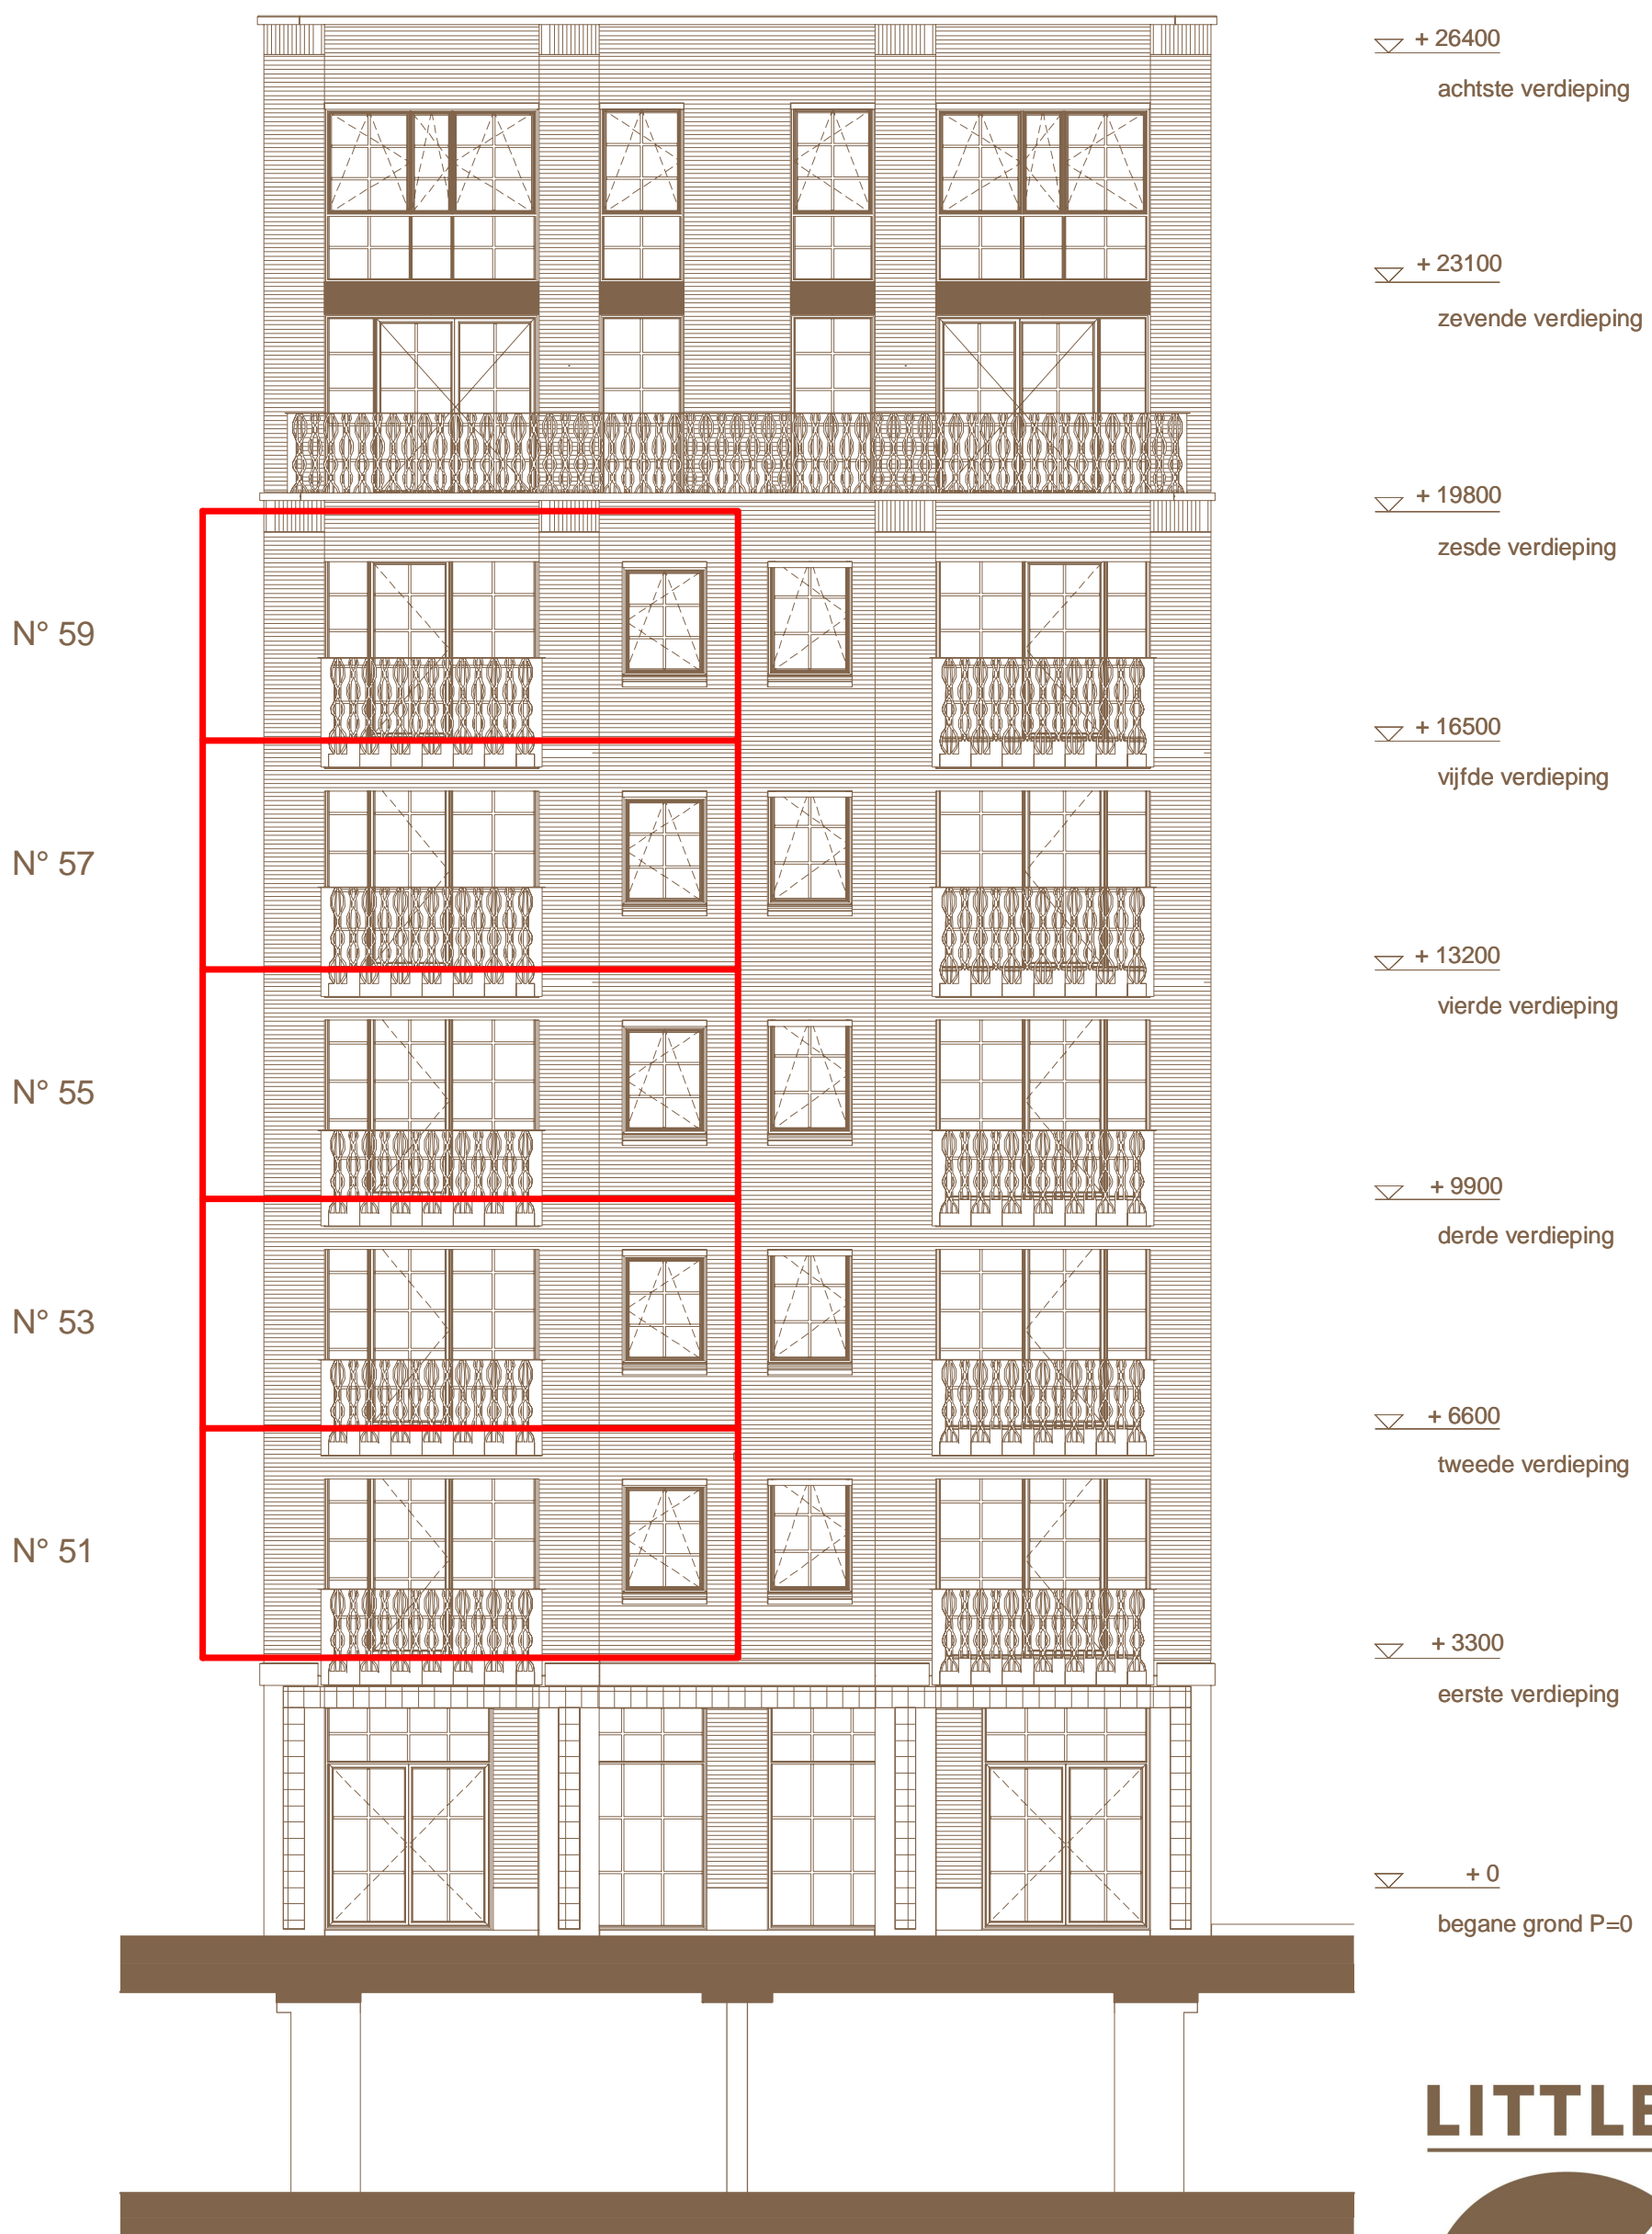 + 26400
achtste verdieping
+ 23100
zevende verdieping
+ 19800
zesde verdieping
N° 59
+ 16500
vijfde verdieping
N° 57
+ 13200
vierde verdieping
N° 55
+ 9900
derde verdieping
N° 53
+ 6600
tweede verdieping
N° 51
+ 3300
eerste verdieping
+ 0
begane grond P=0
LITTLE